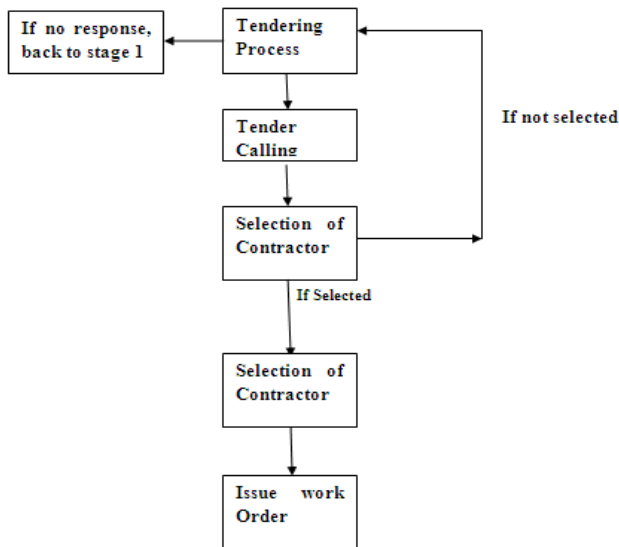 If no response,
back to stage 1
Tendering
Process
Tender
Calling
If not selected
Selection of
Contractor
If Selected
Selection of
Contractor
Issue work
Order